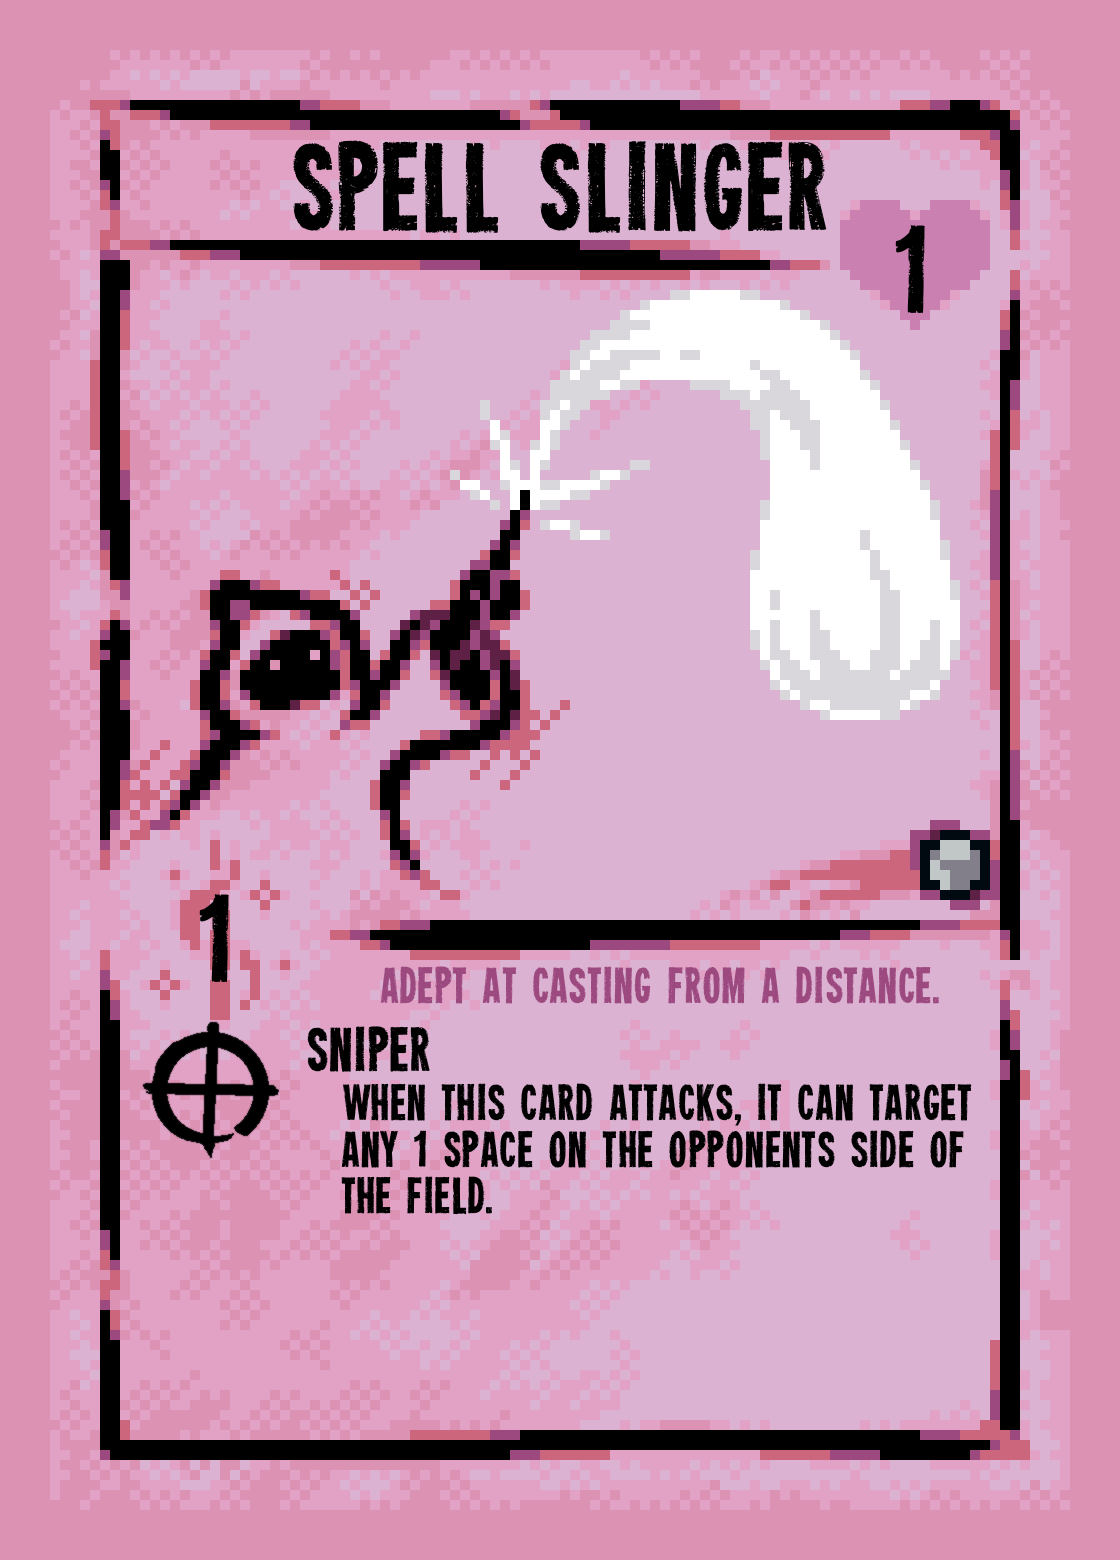 SPELL SLINGER
1
1
ADEPT AT CASTING FROM A DISTANCE.
SNIPER
WHEN THIS CARD ATTACKS, IT CAN TARGET
ANY 1 SPACE ON THE OPPONENTS SIDE OF
THE FIELD.